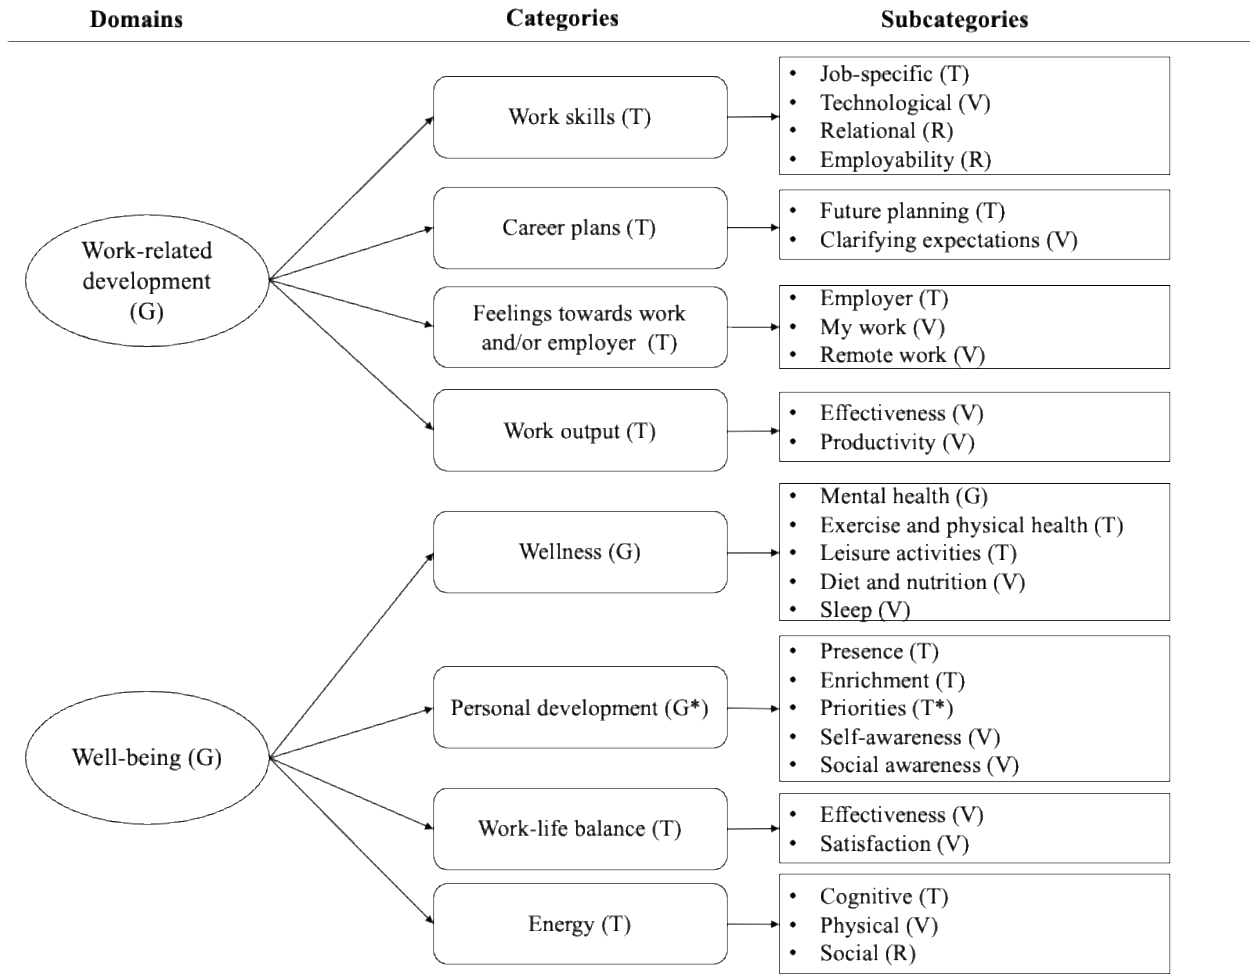 Domains
Categories
Subcategories
Work-related
development
(G)
Work skills (T)
• Job-specific (T)
• Technological (V)
• Relational (R)
• Employability (R)
Career plans (T)
• Future planning (T)
• Clarifying expectations (V)
Feelings towards work
and/or employer (T)
• Employer (T)
• My work (V)
• Remote work (V)
Work output (T)
• Effectiveness (V)
• Productivity (V)
Well-being (G)
Wellness (G)
• Mental health (G)
• Exercise and physical health (T)
• Leisure activities (T)
• Diet and nutrition (V)
• Sleep (V)
Personal development (G*)
• Presence (T)
• Enrichment (T)
• Priorities (T*)
• Self-awareness (V)
• Social awareness (V)
Work-life balance (T)
• Effectiveness (V)
• Satisfaction (V)
Energy (T)
• Cognitive (T)
• Physical (V)
• Social (R)